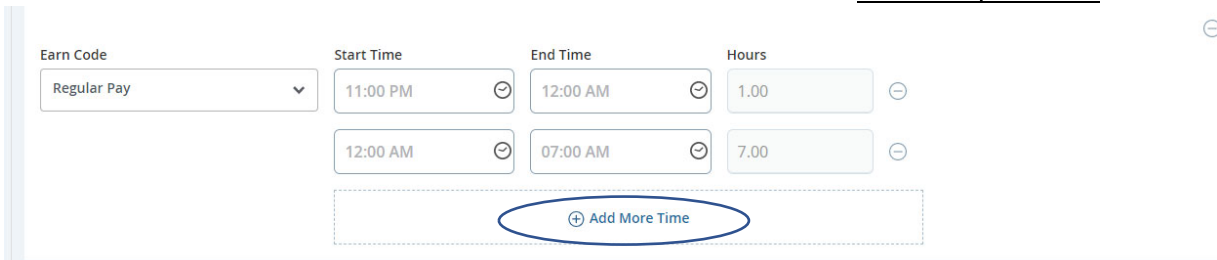 Earn Code Start Time End Time Hours
Regular Pay 11:00 PM 12:00 AM 1.00
12:00 AM 07:00 AM 7.00
Add More Time